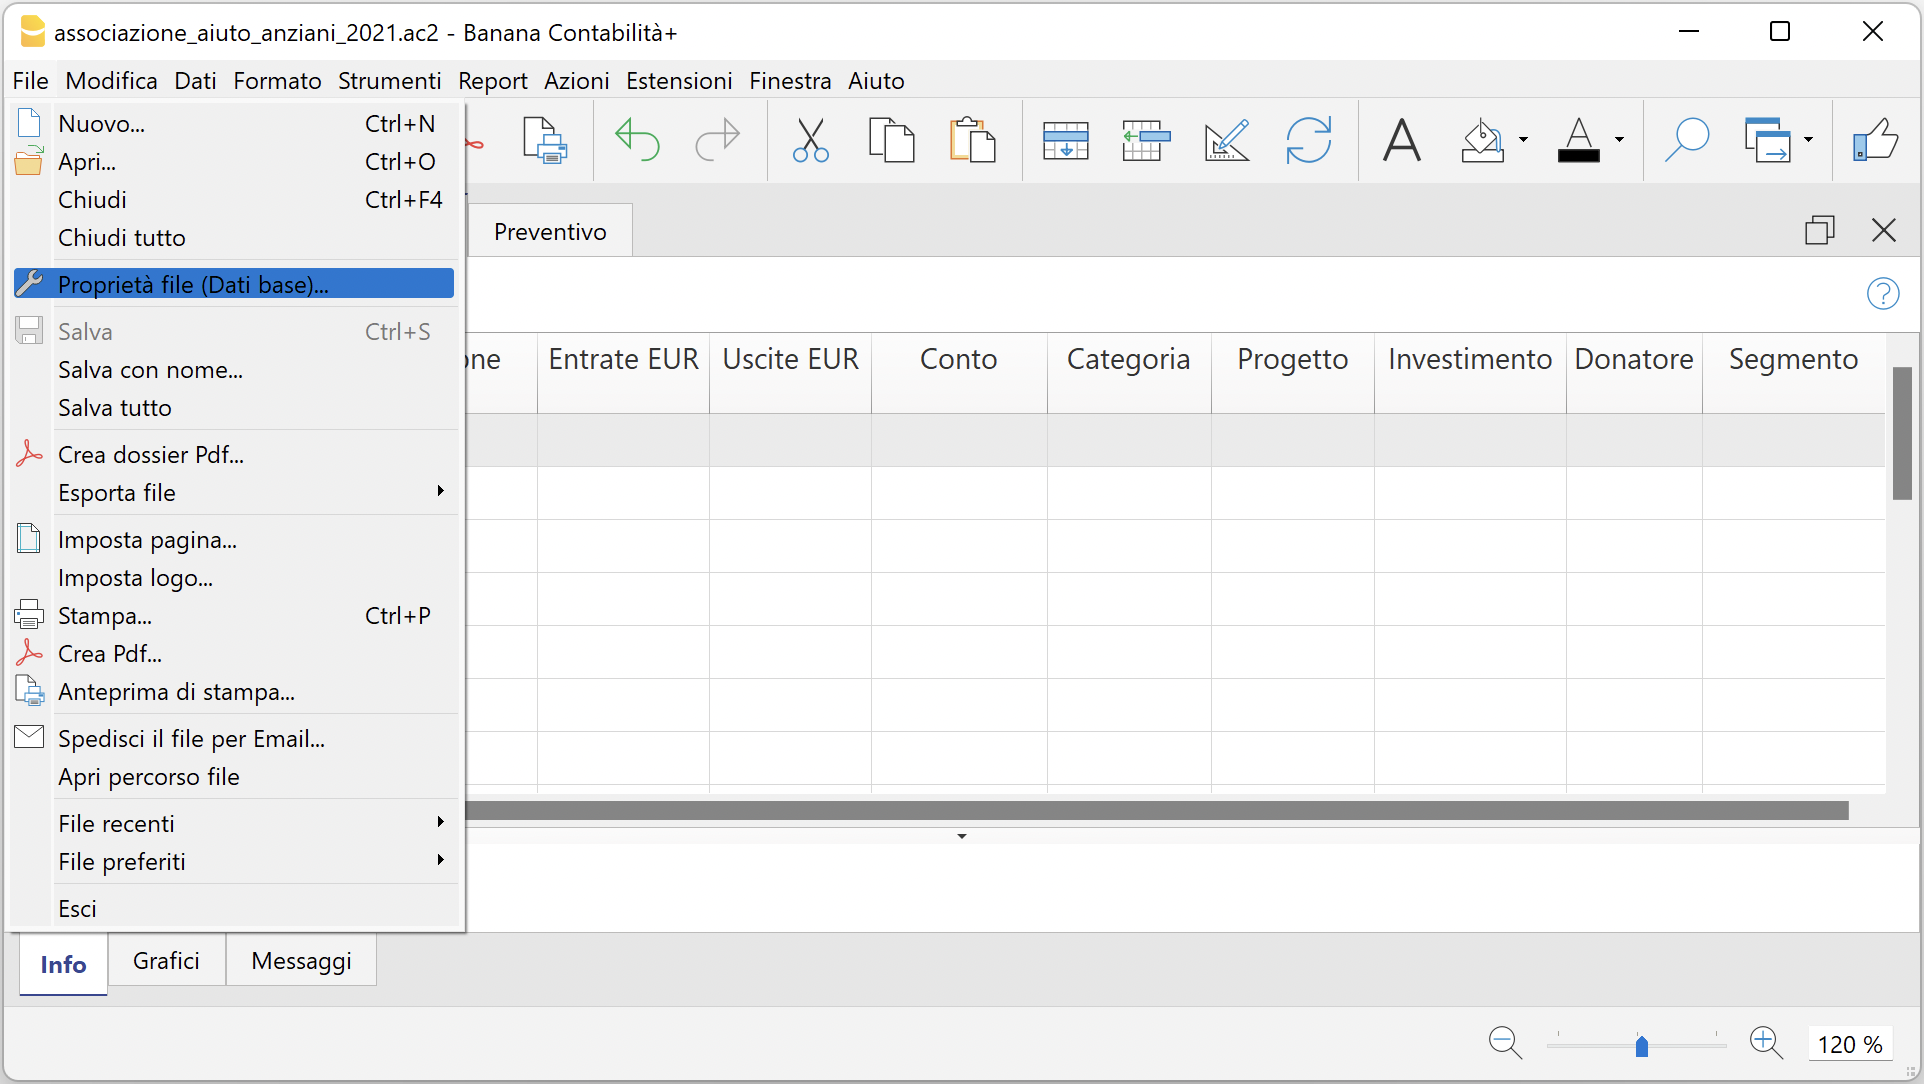 associazione_aiuto_anziani_2021.ac2 - Banana Contabilità+
File Modifica Dati Formato Strumenti Report Azioni Estensioni Finestra Aiuto
Nuovo... Ctrl+N
Apri... Ctrl+O
Chiudi Ctrl+F4
Chiudi tutto
Preventivo
Proprietà file (Dati base)...
Salva Ctrl+S
Salva con nome...
Salva tutto
Entrate EUR Uscite EUR Conto Categoria Progetto Investimento Donatore Segmento
Crea dossier Pdf...
Esporta file
Imposta pagina...
Imposta logo...
Stampa... Ctrl+P
Crea Pdf...
Anteprima di stampa...
Spedisci il file per Email...
Apri percorso file
File recenti
File preferiti
Esci
Info Grafici Messaggi
120 %